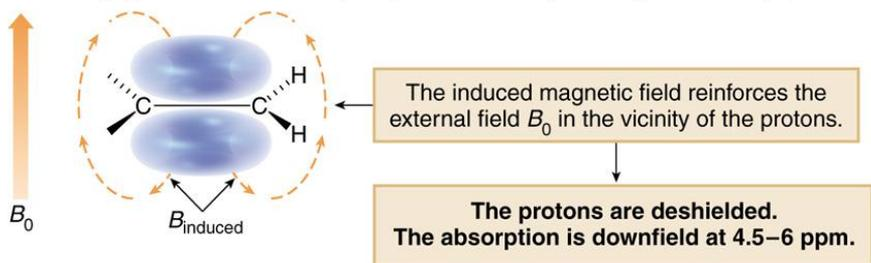 H
C
C
H
B0
Binduced
The induced magnetic field reinforces the
external field B0 in the vicinity of the protons.
The protons are deshielded.
The absorption is downfield at 4.5–6 ppm.